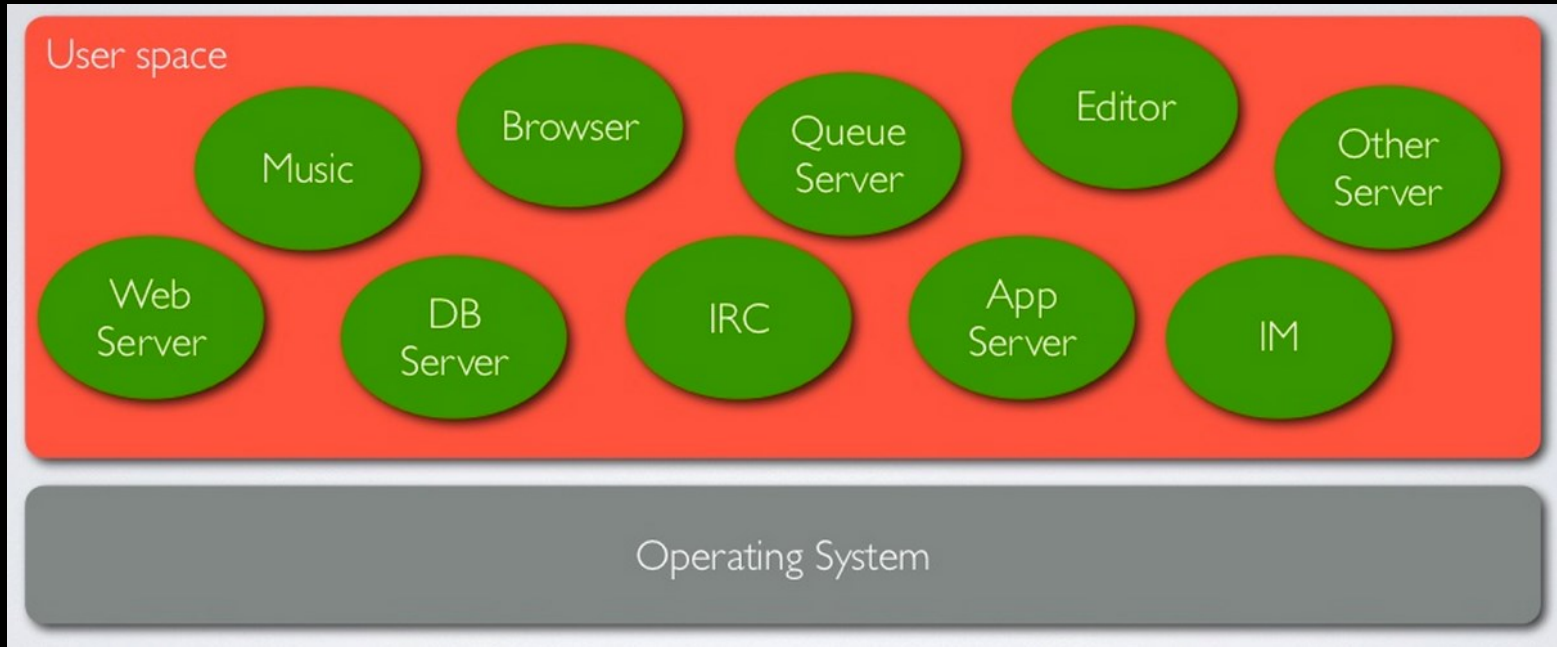 User space
Music
Browser
Queue
Server
Editor
Other
Server
Web
Server
DB
Server
IRC
App
Server
IM
Operating System